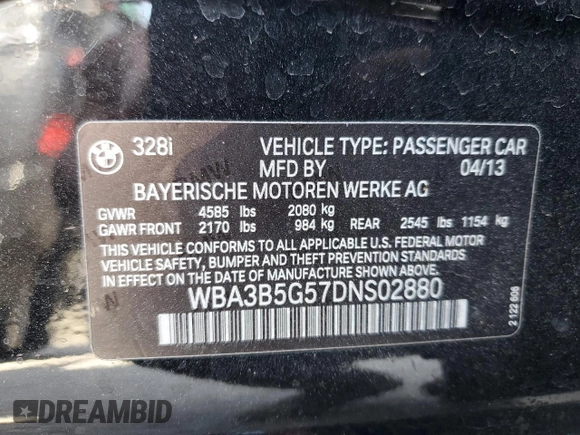 328i VEHICLE TYPE: PASSENGER CAR
MFD BY 04/13
BAYERISCHE MOTOREN WERKE AG
GVWR 4585 lbs 2080 kg
GAWR FRONT 2170 lbs 984 kg REAR 2545 lbs 1154 kg
THIS VEHICLE CONFORMS TO ALL APPLICABLE U.S. FEDERAL MOTOR
VEHICLE SAFETY, BUMPER AND THEFT PREVENTION STANDARDS
IN EFFECT ON THE DATE OF MANUFACTURE SHOWN ABOVE.
WBA3B5G57DNS02880
2 122 606
DREAMBID